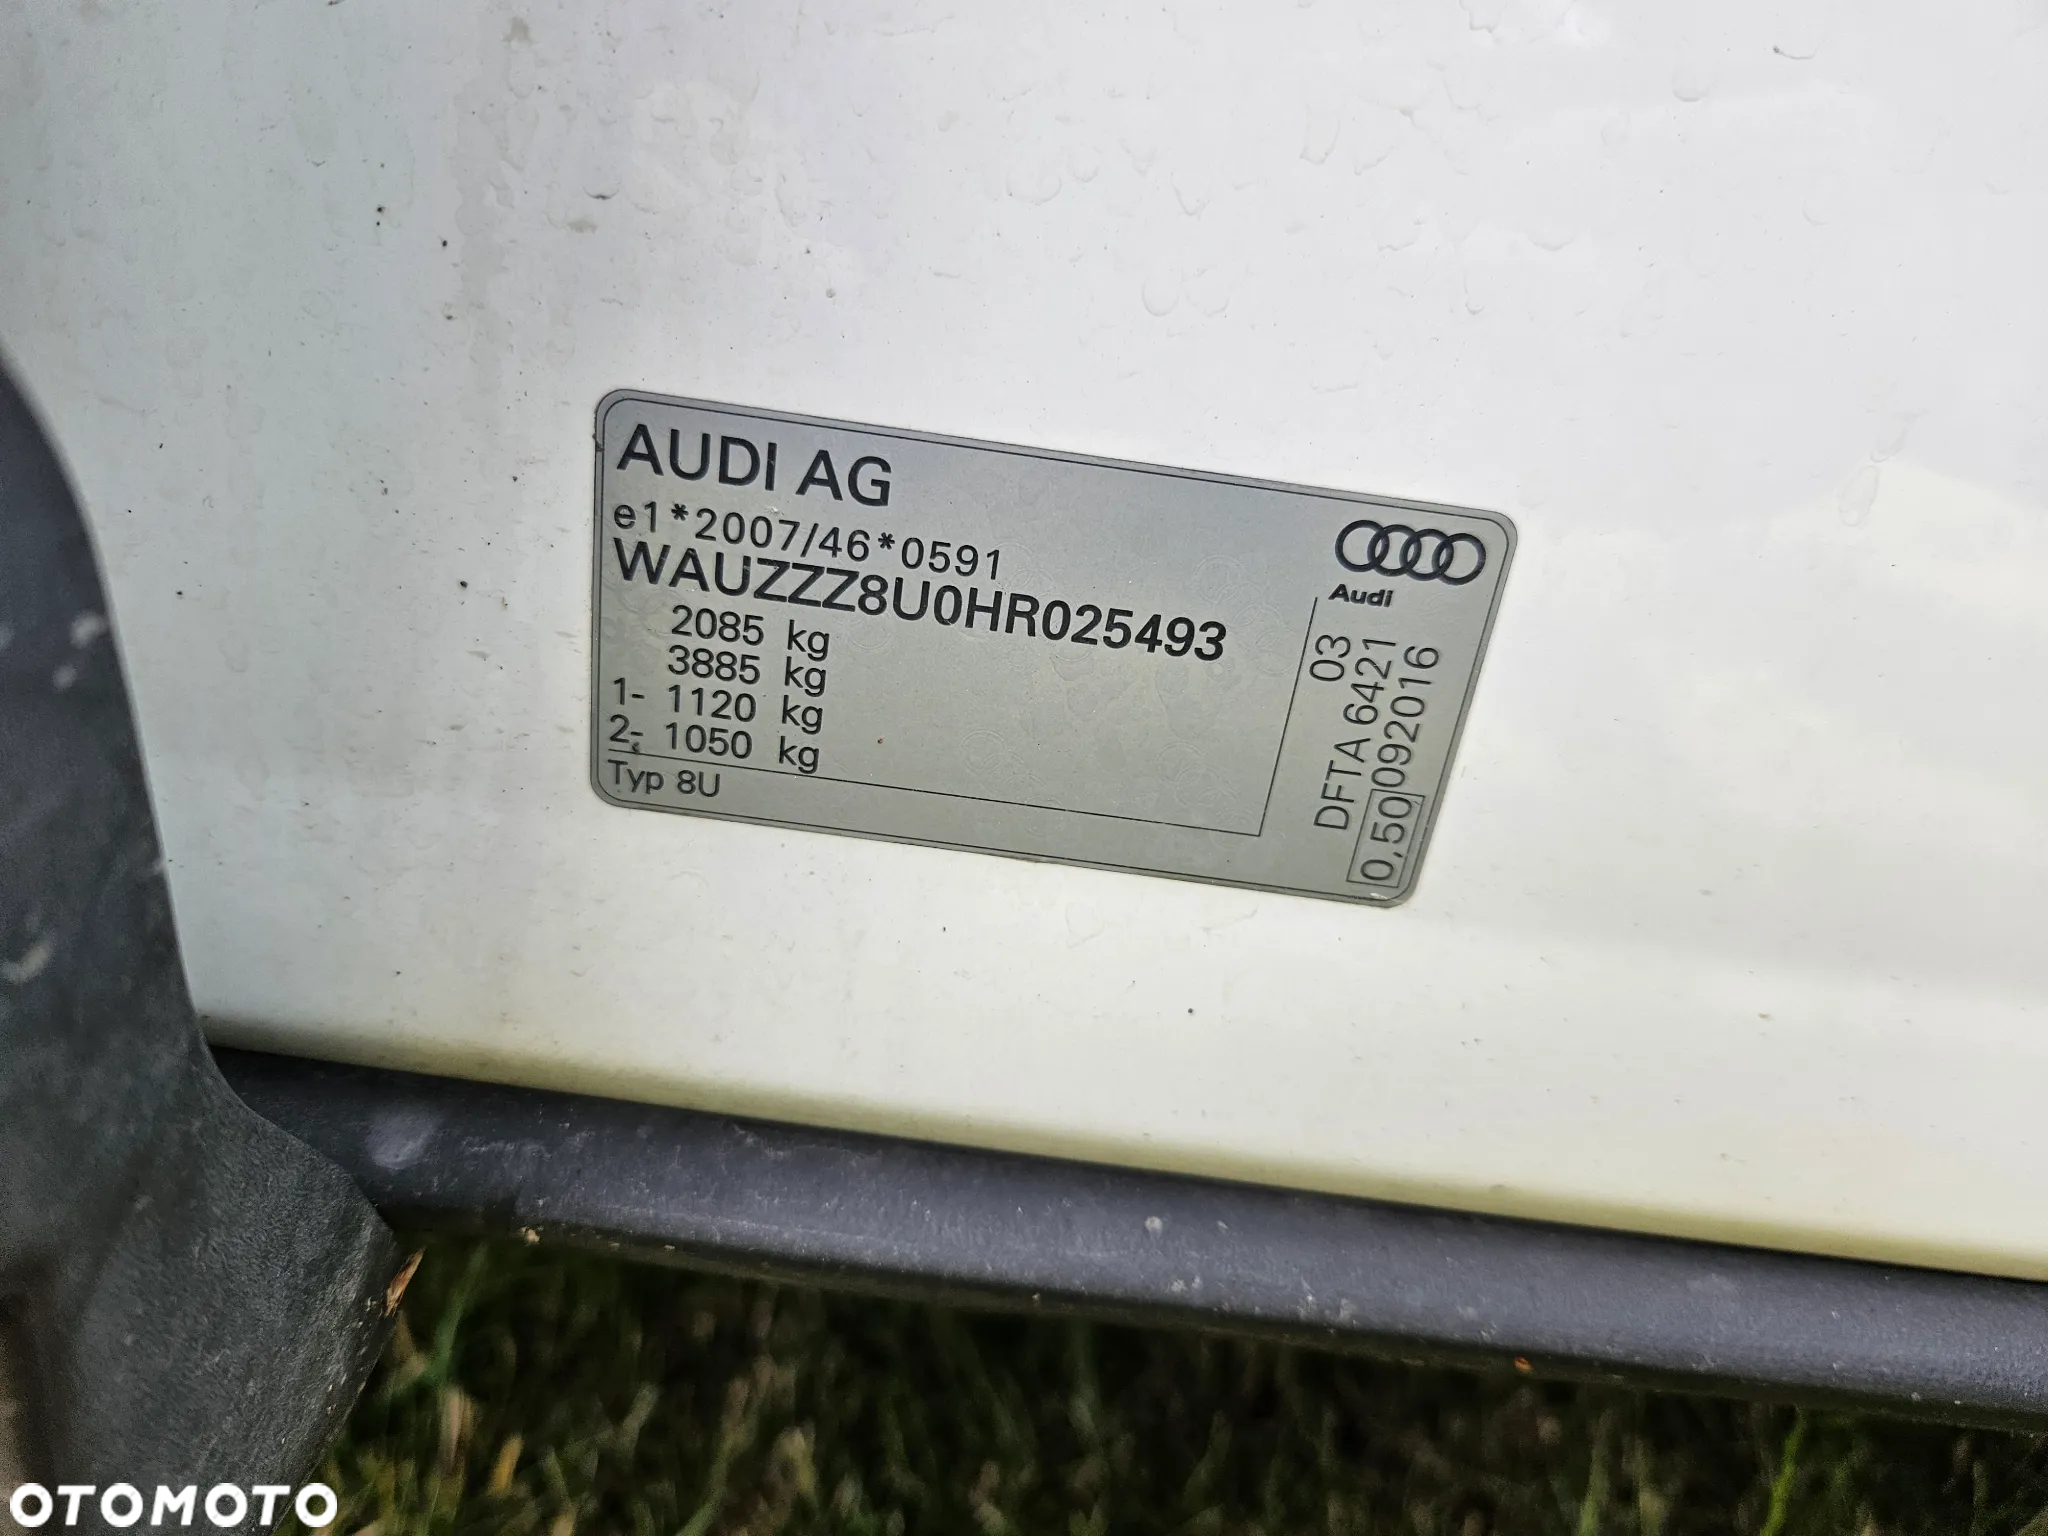 AUDI AG
e1*2007/46*0591
WAUZZZ8U0HR025493
2085 kg
3885 kg
1- 1120 kg
2- 1050 kg
Typ 8U
Audi
03
DFTA 6421
0,50 092016
OTOMOTO